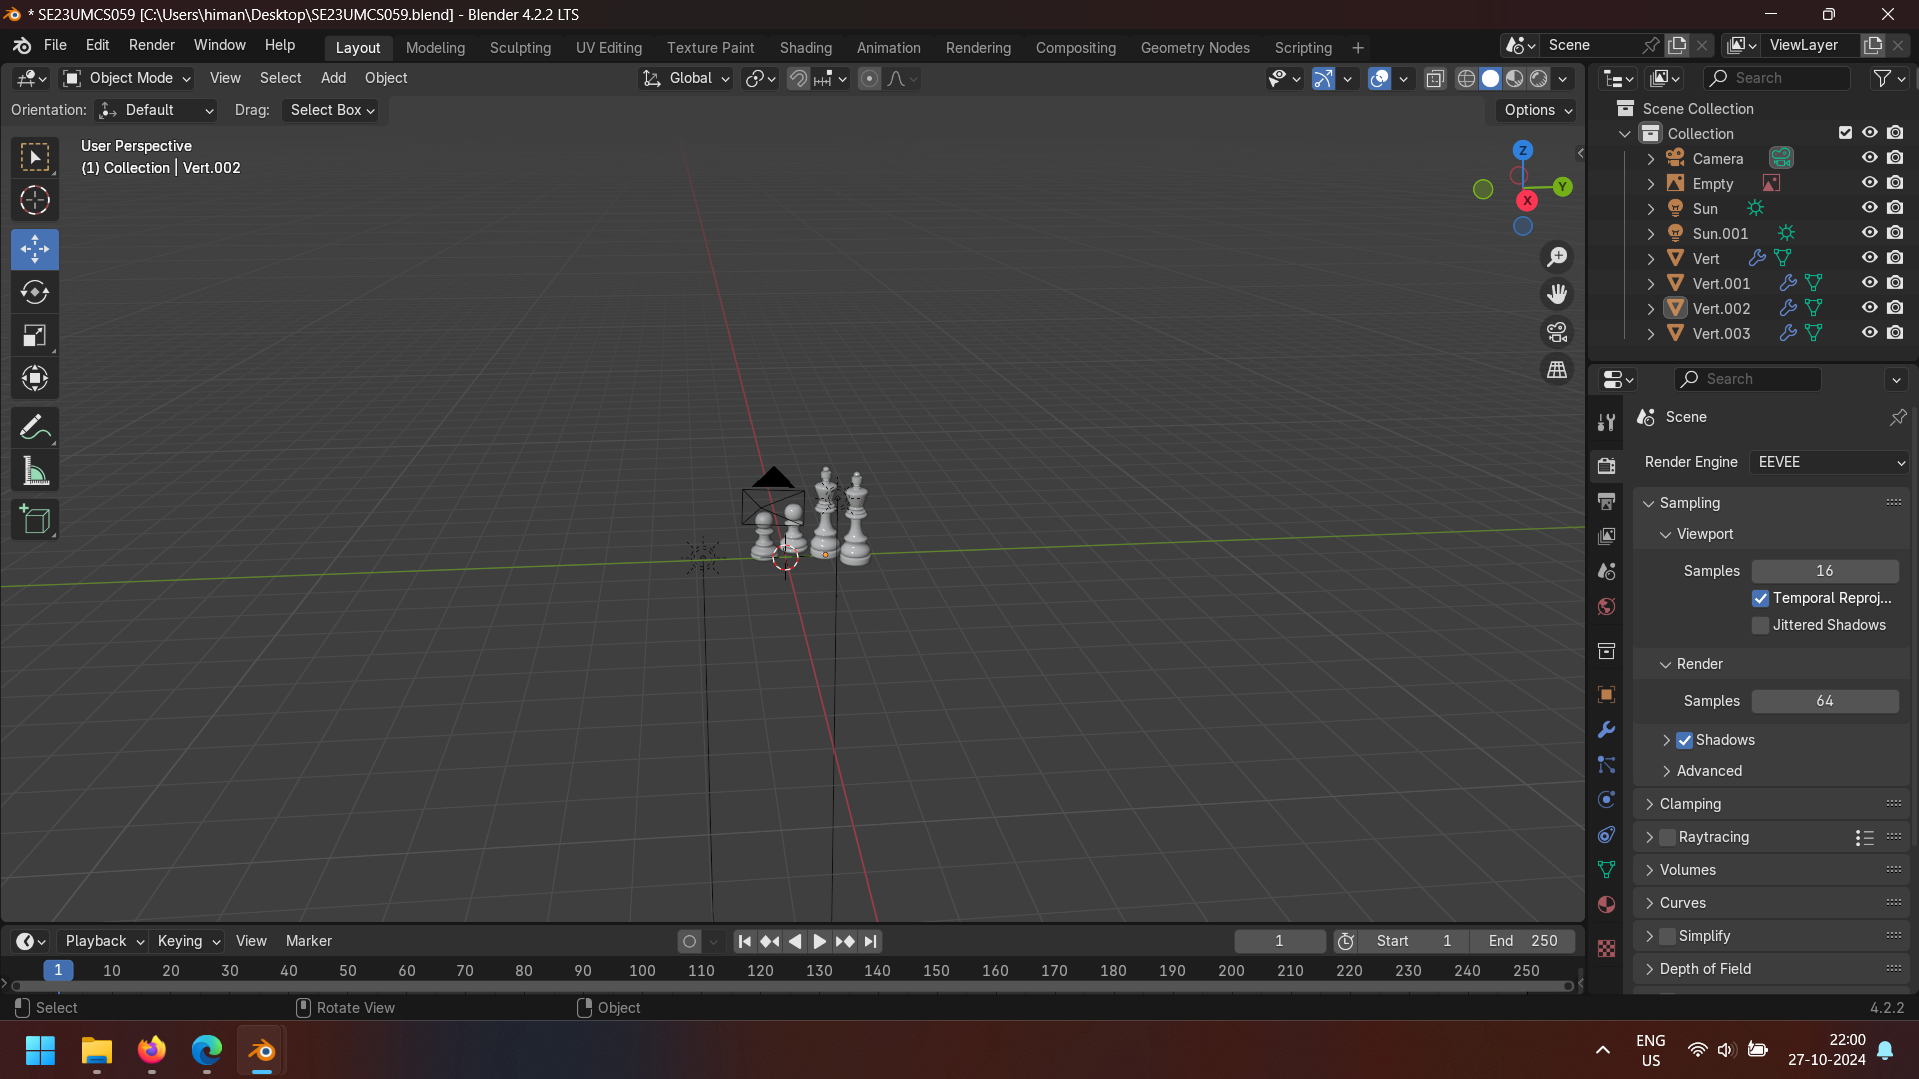 * SE23UMCS059 [C:\Users\himan\Desktop\SE23UMCS059.blend] - Blender 4.2.2 LTS
File Edit Render Window Help Layout Modeling Sculpting UV Editing Texture Paint Shading Animation Rendering Compositing Geometry Nodes Scripting + Scene ViewLayer
Object Mode View Select Add Object Global Search
Orientation: Default Drag: Select Box Options
User Perspective
(1) Collection | Vert.002
Z
Y
X
Scene Collection
Collection
Camera
Empty
Sun
Sun.001
Vert
Vert.001
Vert.002
Vert.003
Search
Scene
Render Engine EEVEE
Sampling
Viewport
Samples 16
Temporal Reproj...
Jittered Shadows
Render
Samples 64
Shadows
Advanced
Clamping
Raytracing
Volumes
Curves
Simplify
Depth of Field
Playback Keying View Marker 1 Start 1 End 250
1 10 20 30 40 50 60 70 80 90 100 110 120 130 140 150 160 170 180 190 200 210 220 230 240 250
Select Rotate View Object 4.2.2
ENG
US
22:00
27-10-2024